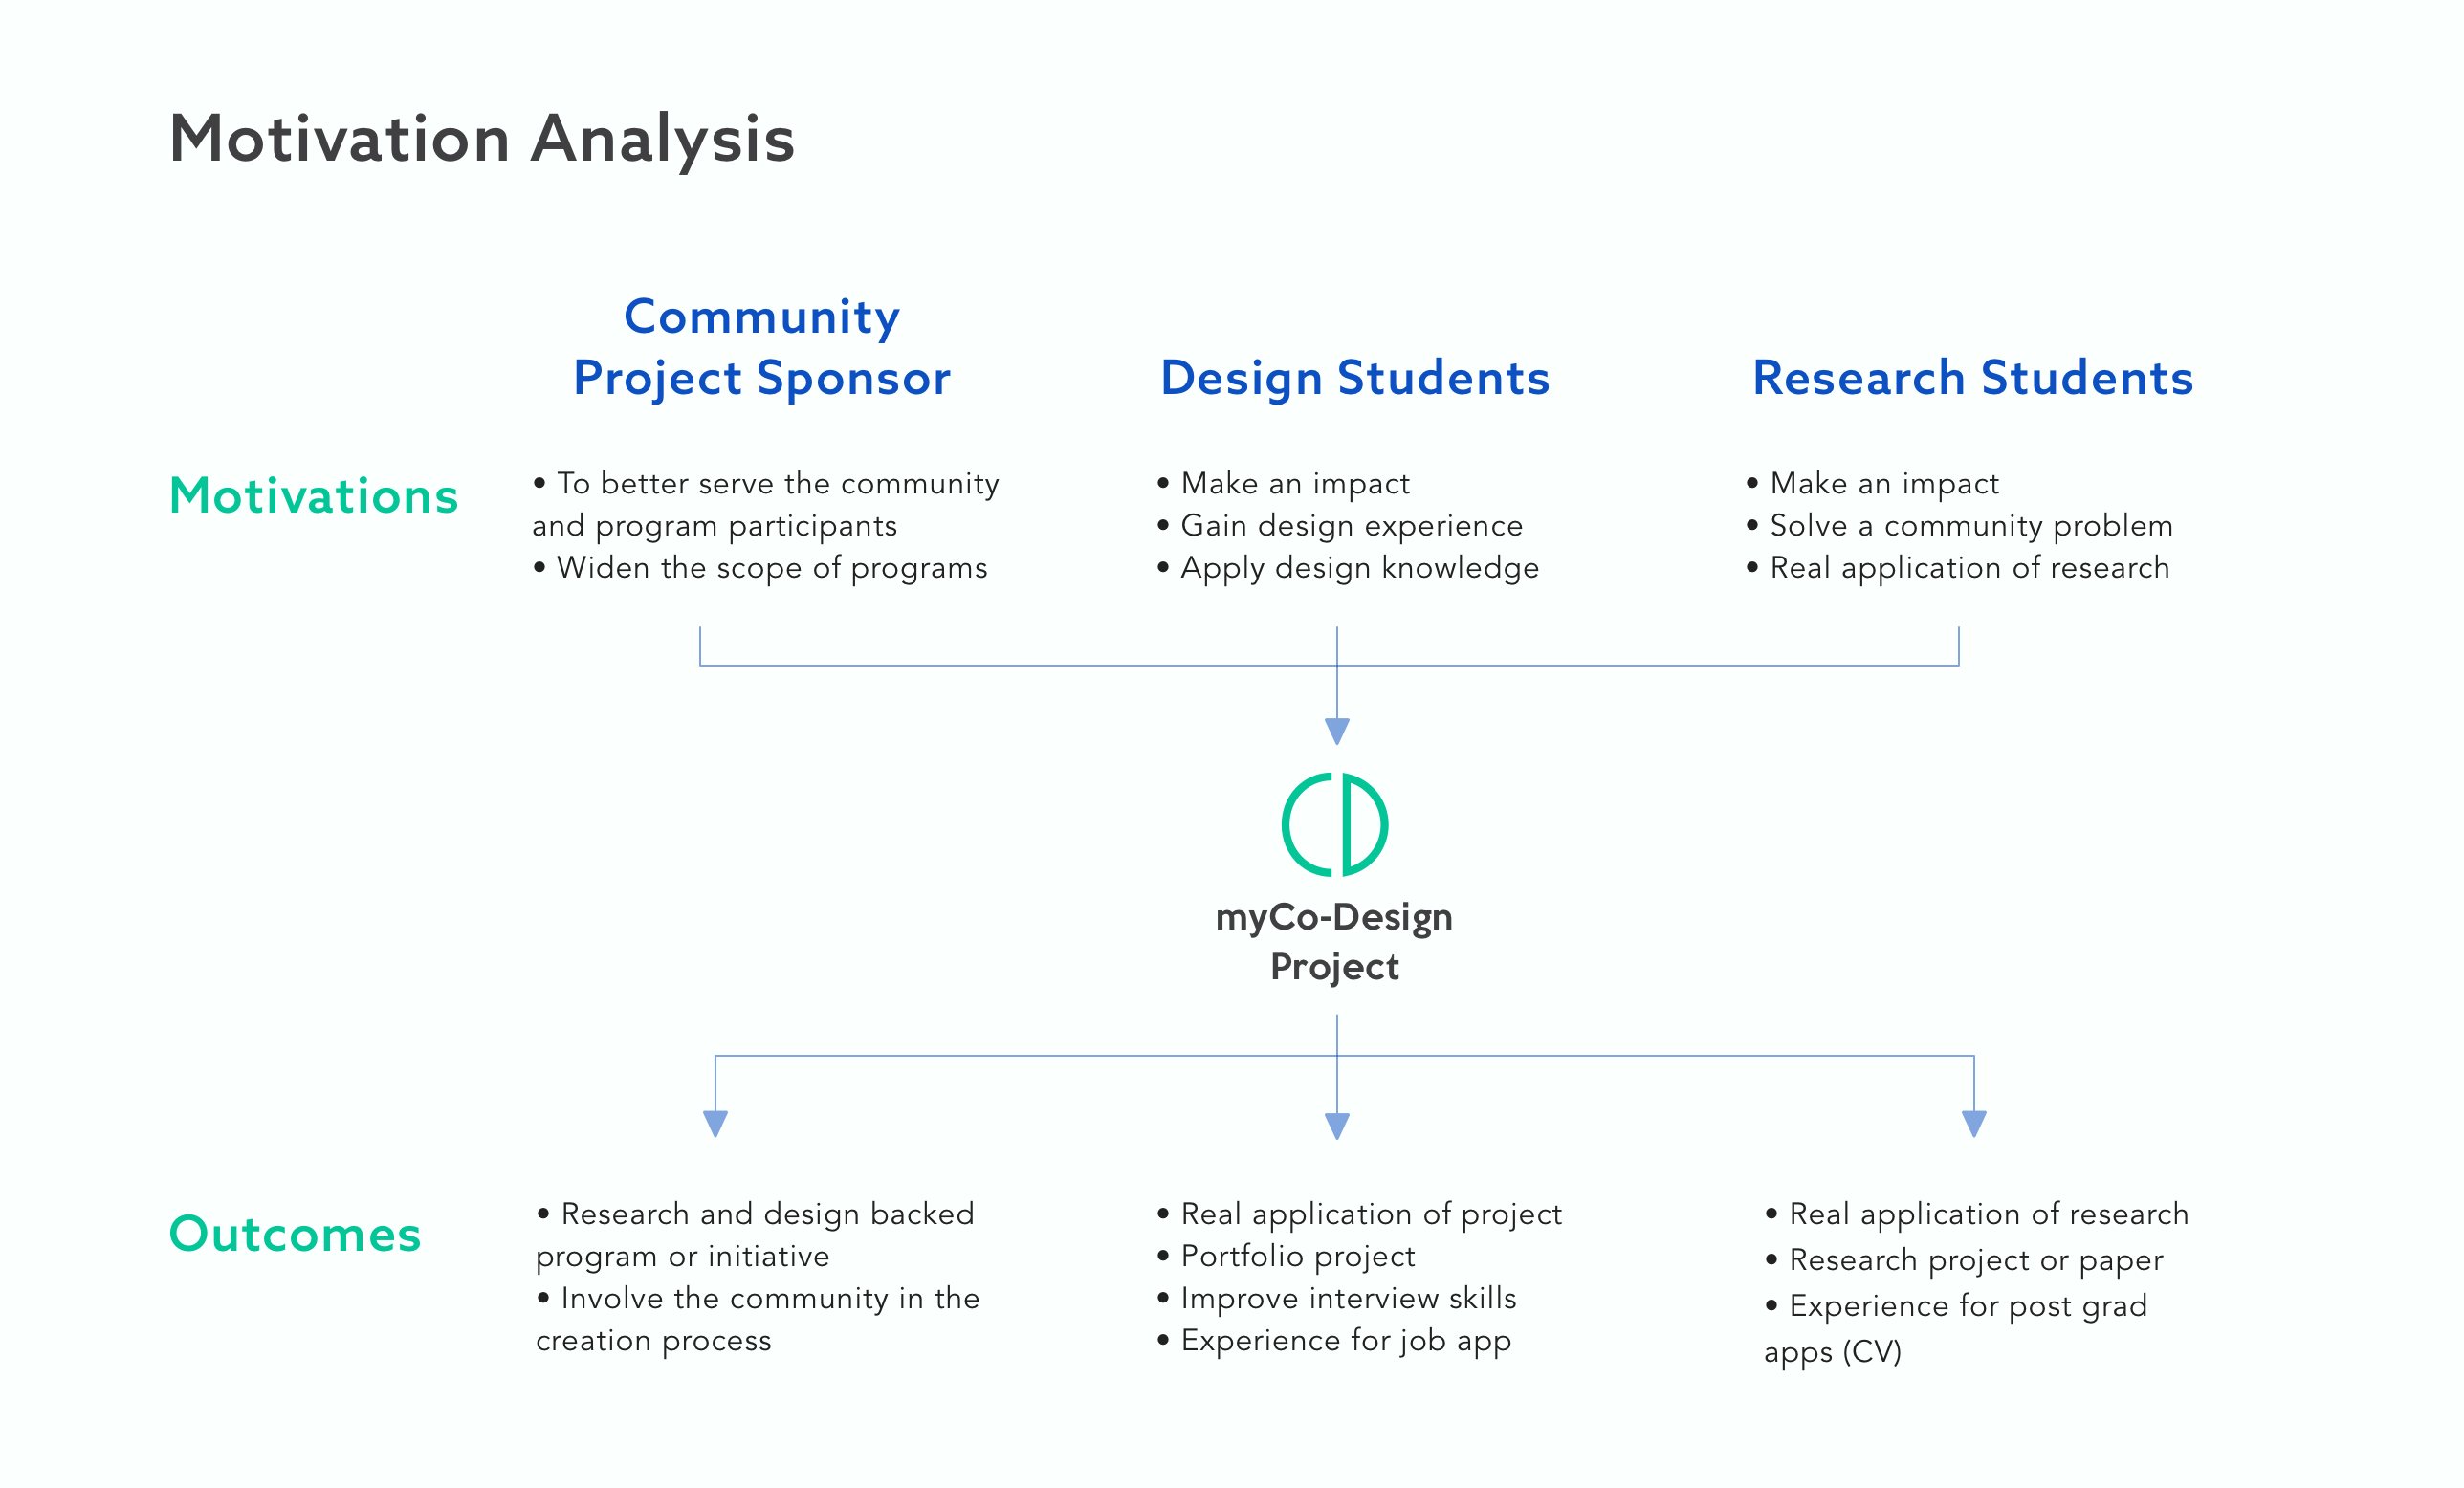 Motivation Analysis
Community
Project Sponsor
Design Students
Research Students
Motivations
• To better serve the community
and program participants
• Widen the scope of programs
• Make an impact
• Gain design experience
• Apply design knowledge
• Make an impact
• Solve a community problem
• Real application of research
myCo-Design
Project
Outcomes
• Research and design backed
program or initiative
• Involve the community in the
creation process
• Real application of project
• Portfolio project
• Improve interview skills
• Experience for job app
• Real application of research
• Research project or paper
• Experience for post grad
apps (CV)